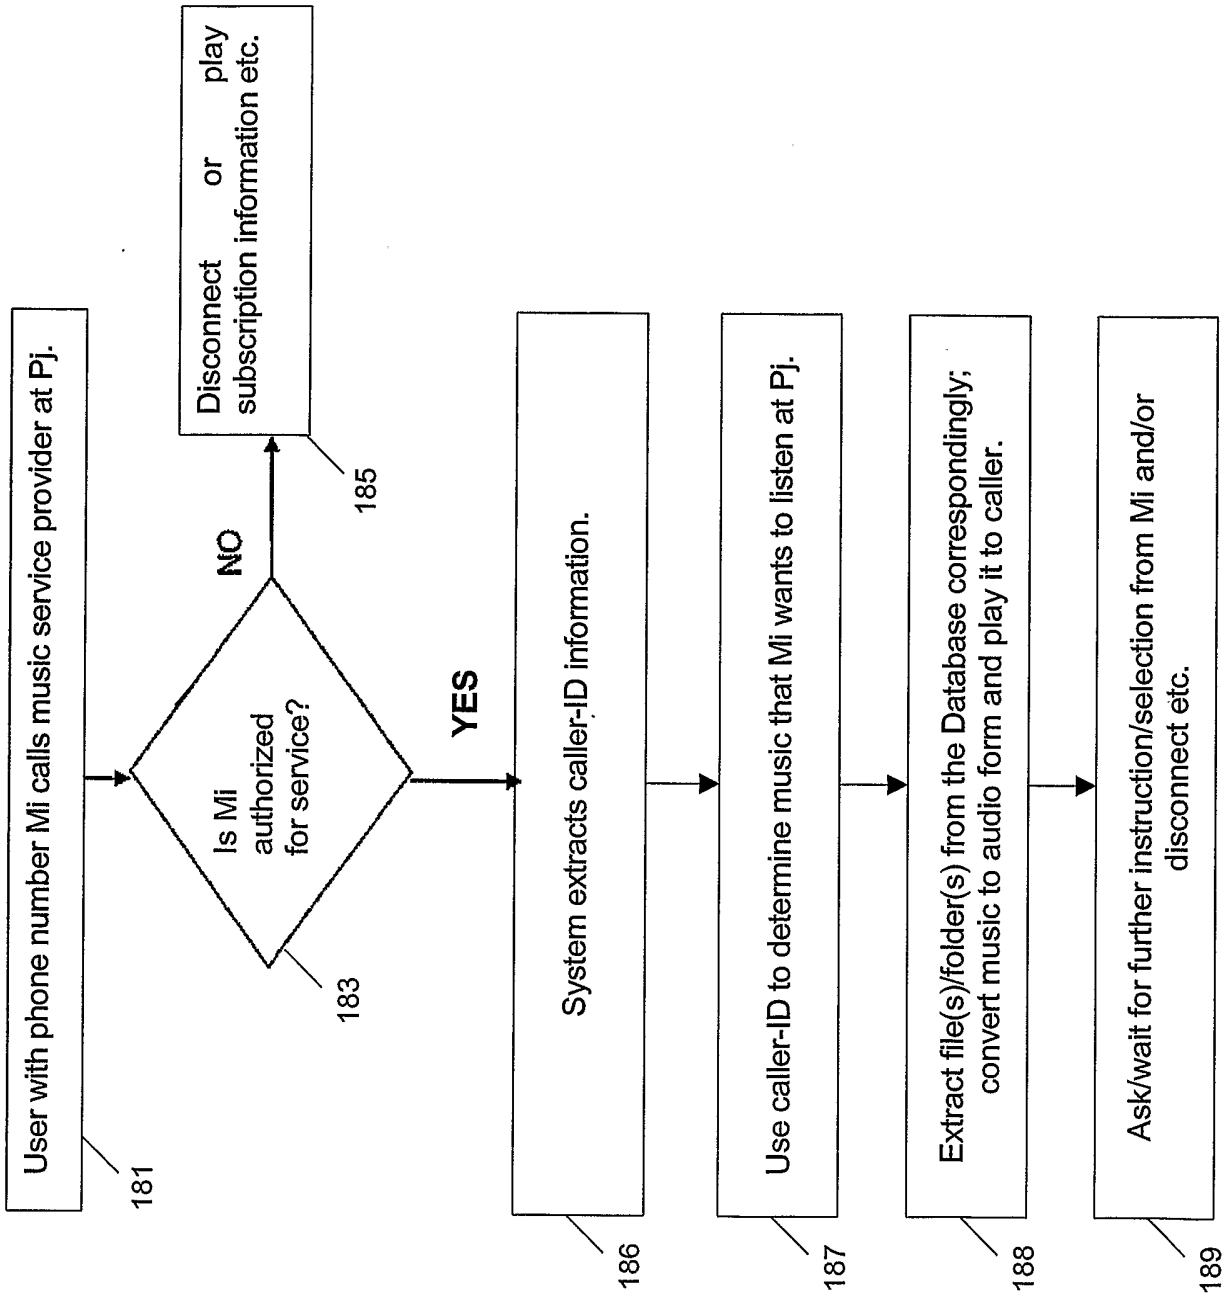 User with phone number Mi calls music service provider at Pj.
181
Is Mi
authorized
for service?
183
NO
Disconnect or play
subscription information etc.
185
YES
System extracts caller-ID information.
186
Use caller-ID to determine music that Mi wants to listen at Pj.
187
Extract file(s)/folder(s) from the Database correspondingly;
convert music to audio form and play it to caller.
188
Ask/wait for further instruction/selection from Mi and/or
disconnect etc.
189